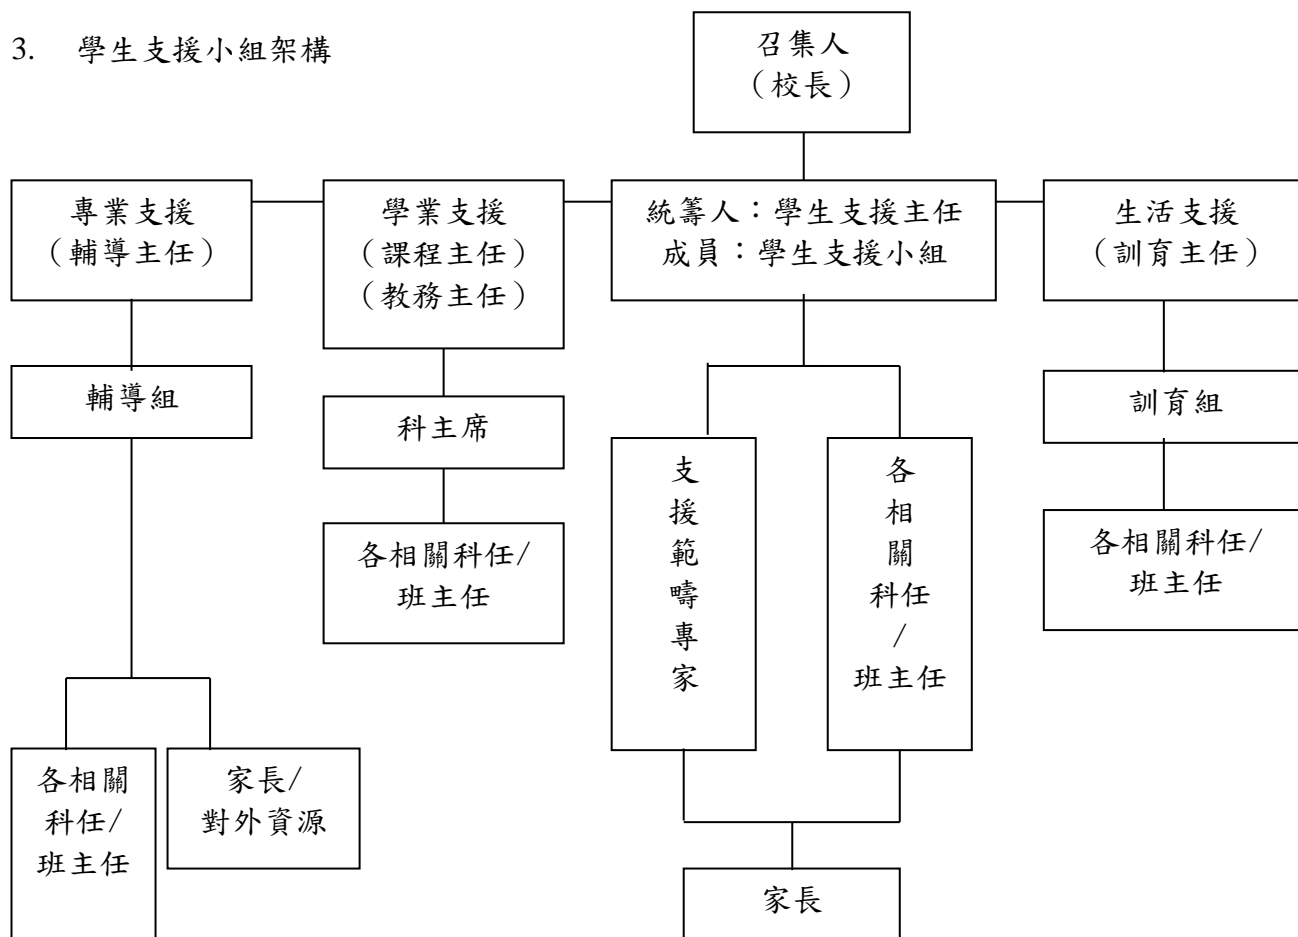 3. 學生支援小組架構
召集人
（校長）
專業支援
（輔導主任）
學業支援
（課程主任）
（教務主任）
統籌人：學生支援主任
成員：學生支援小組
生活支援
（訓育主任）
輔導組
科主席
訓育組
各相關科任/
班主任
支援範疇專家
各相關科任/班主任
各相關科任/
班主任
各相關
科任/
班主任
家長/
對外資源
家長